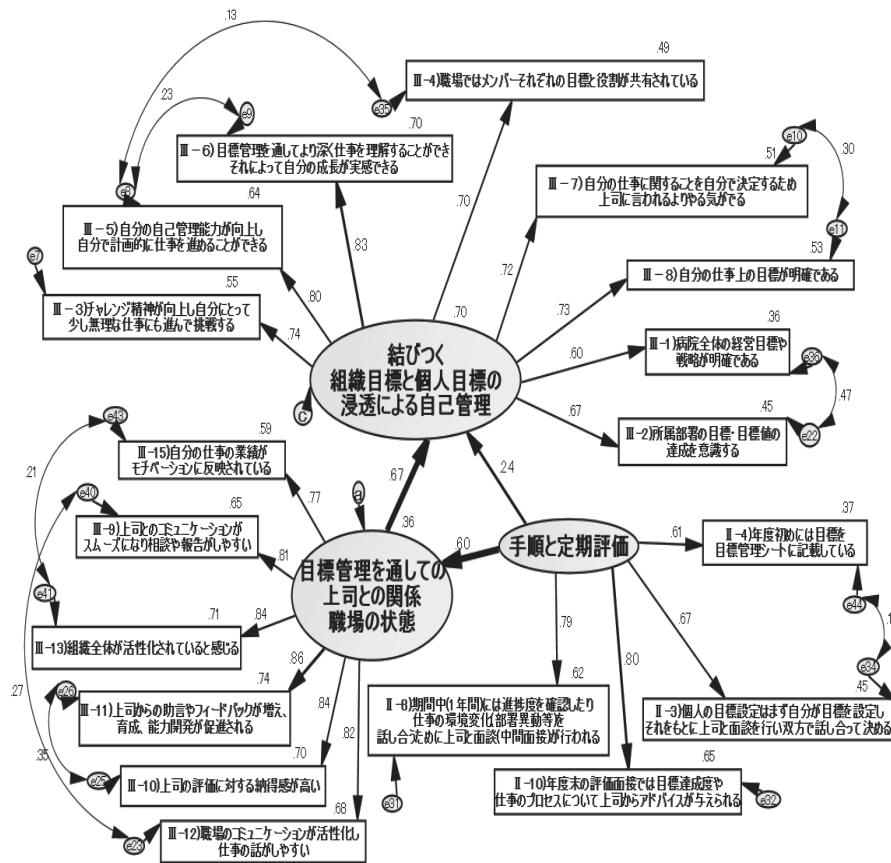 .13
.49
Ⅲ-4)職場ではメンバーそれぞれの目標と役割が共有されている
e35
.23
e9
.70
Ⅲ-6)目標管理を通してより深く仕事を理解することができ
それによって自分の成長が実感できる
e10
.51
.30
Ⅲ-7)自分の仕事に関することを自分で決定するため
上司に言われるよりやる気がでる
e8
.64
Ⅲ-5)自分の自己管理能力が向上し
自分で計画的に仕事を進めることができる
e11
.53
Ⅲ-8)自分の仕事上の目標が明確である
e7
.55
Ⅲ-3)チャレンジ精神が向上し自分にとって
少し無理な仕事にも進んで挑戦する
.83
.70
.72
.80
.74
.70
.73
.60
.67
結びつく
組織目標と個人目標の
浸透による自己管理
C
.36
Ⅲ-1)病院全体の経営目標や
戦略が明確である
e36
.47
.45
Ⅲ-2)所属部署の目標・目標値の
達成を意識する
e22
e43
.59
Ⅲ-15)自分の仕事の業績が
モチベーションに反映されている
.21
.67
.24
.77
e40
.65
Ⅲ-9)上司とのコミュニケーションが
スムーズになり相談や報告がしやすい
.81
a
.36
.60
手順と定期評価
.61
.37
Ⅱ-4)年度初めには目標を
目標管理シートに記載している
目標管理を通しての
上司との関係
職場の状態
e41
.71
Ⅲ-13)組織全体が活性化されていると感じる
.84
e44
.1
e34
.79
.67
.80
.86
.74
Ⅲ-11)上司からの助言やフィードバックが増え、
育成、能力開発が促進される
e26
.27
.84
.82
.62
Ⅱ-6)期間中(1年間)には進捗度を確認したり
仕事の環境変化(部署異動等)を
話し合うために上司と面談(中間面接)が行われる
e31
.45
Ⅱ-3)個人の目標設定はまず自分が目標を設定し
それをもとに上司と面談を行い双方で話し合って決める
.35
.70
Ⅲ-10)上司の評価に対する納得感が高い
e25
.65
Ⅱ-10)年度末の評価面接では目標達成度や
仕事のプロセスについて上司からアドバイスが与えられる
e32
.68
Ⅲ-12)職場のコミュニケーションが活性化し
仕事の話がしやすい
e23